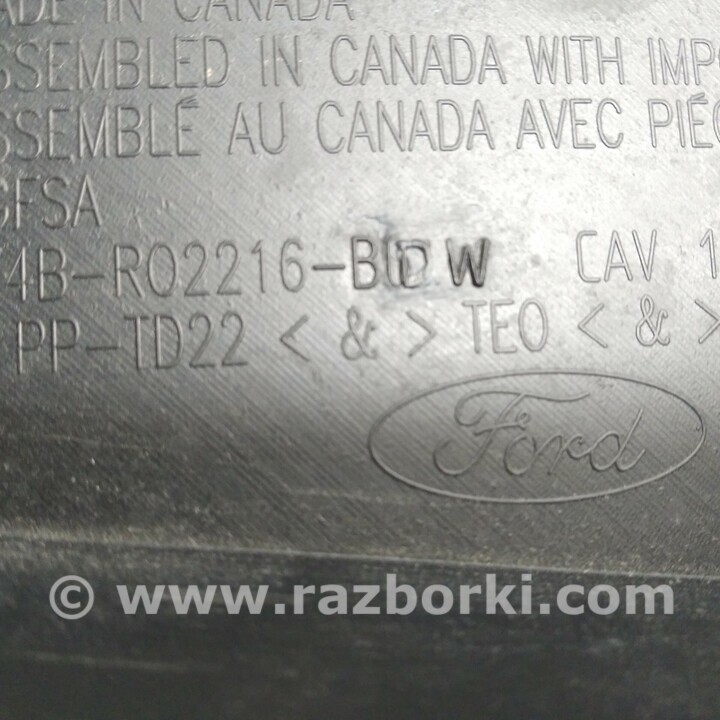 ADE IN CANADA
SSEMBLED IN CANADA WITH IMPO
SSEMBLÉ AU CANADA AVEC PIÉC
CFSA
4B-R02216- W CAV 1
PP-TD22 < & > TEO < & >
Ford
© www.razborki.com